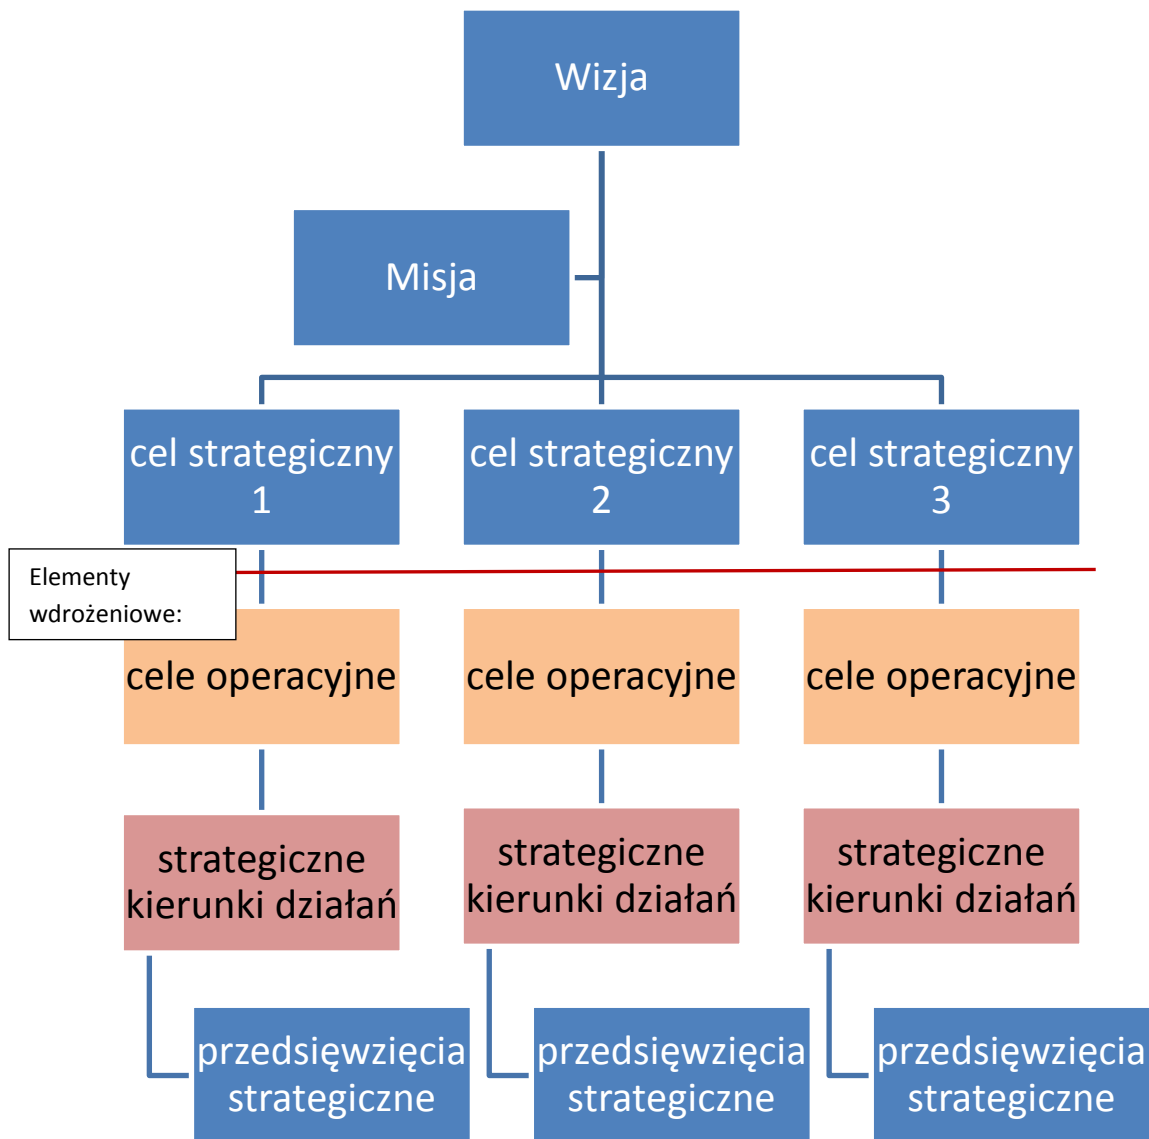 Wizja
Misja
cel strategiczny
1
cel strategiczny
2
cel strategiczny
3
Elementy
wdrożeniowe:
cele operacyjne
cele operacyjne
cele operacyjne
strategiczne
kierunki działań
strategiczne
kierunki działań
strategiczne
kierunki działań
przedsięwzięcia
strategiczne
przedsięwzięcia
strategiczne
przedsięwzięcia
strategiczne